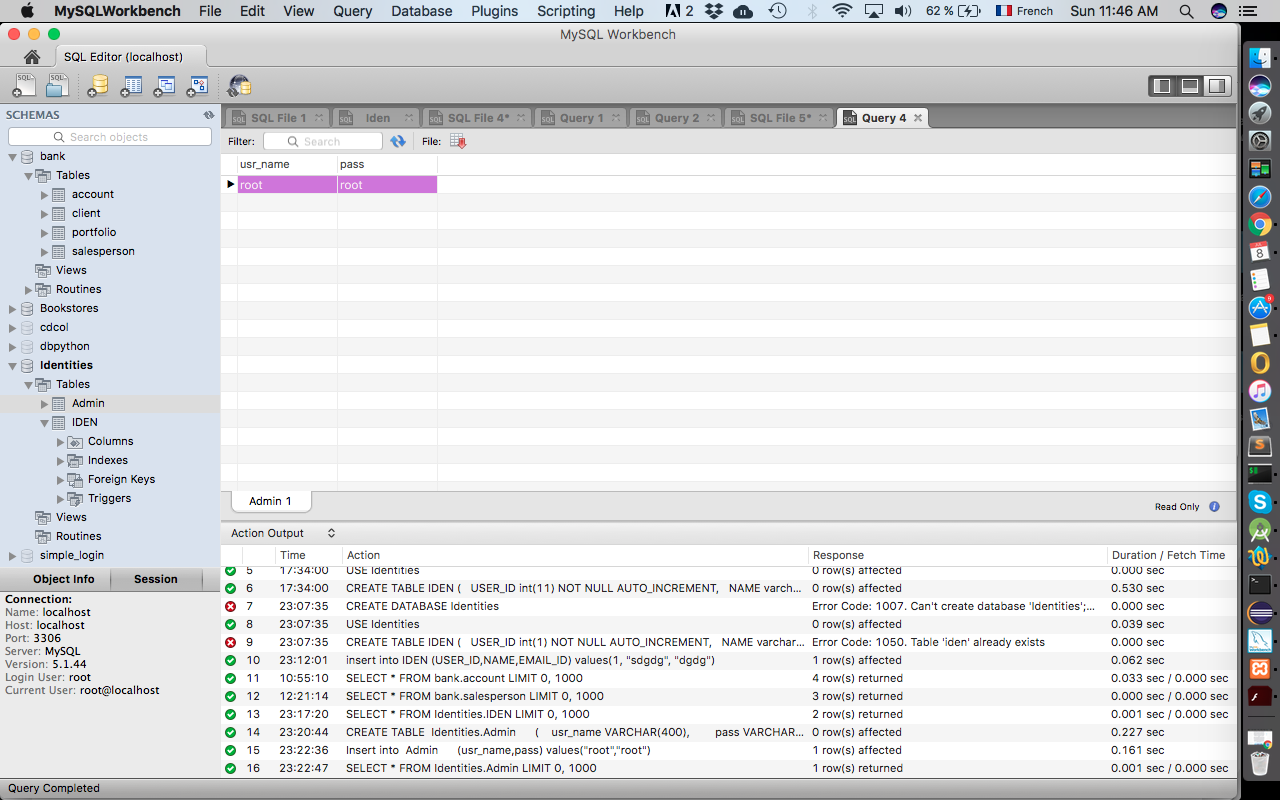 MySQLWorkbench File Edit View Query Database Plugins Scripting Help 2 62 % French Sun 11:46 AM
MySQL Workbench
SQL Editor (localhost)
SCHEMAS
Search objects
bank
Tables
account
client
portfolio
salesperson
Views
Routines
Bookstores
cdcol
dbpython
Identities
Tables
Admin
IDEN
Columns
Indexes
Foreign Keys
Triggers
Views
Routines
simple_login
Object Info Session
Connection:
Name: localhost
Host: localhost
Port: 3306
Server: MySQL
Version: 5.1.44
Login User: root
Current User: root@localhost
SQL File 1 Iden SQL File 4* Query 1 Query 2 SQL File 5* Query 4
Filter: Search File:
usr_name pass
root root
Admin 1
Read Only
Action Output
Time Action Response Duration / Fetch Time
5 17:34:00 USE Identities 0 row(s) affected 0.000 sec
6 17:34:00 CREATE TABLE IDEN ( USER_ID int(11) NOT NULL AUTO_INCREMENT, NAME varch... 0 row(s) affected 0.530 sec
7 23:07:35 CREATE DATABASE Identities Error Code: 1007. Can't create database 'Identities';... 0.000 sec
8 23:07:35 USE Identities 0 row(s) affected 0.039 sec
9 23:07:35 CREATE TABLE IDEN ( USER_ID int(1) NOT NULL AUTO_INCREMENT, NAME varchar... Error Code: 1050. Table 'iden' already exists 0.000 sec
10 23:12:01 insert into IDEN (USER_ID,NAME,EMAIL_ID) values(1, "sdgdg", "dgdg") 1 row(s) affected 0.062 sec
11 10:55:10 SELECT * FROM bank.account LIMIT 0, 1000 4 row(s) returned 0.033 sec / 0.000 sec
12 12:21:14 SELECT * FROM bank.salesperson LIMIT 0, 1000 3 row(s) returned 0.000 sec / 0.000 sec
13 23:17:20 SELECT * FROM Identities.IDEN LIMIT 0, 1000 2 row(s) returned 0.001 sec / 0.000 sec
14 23:20:44 CREATE TABLE Identities.Admin ( usr_name VARCHAR(400), pass VARCHAR... 0 row(s) affected 0.227 sec
15 23:22:36 Insert into Admin (usr_name,pass) values("root","root") 1 row(s) affected 0.161 sec
16 23:22:47 SELECT * FROM Identities.Admin LIMIT 0, 1000 1 row(s) returned 0.001 sec / 0.000 sec
Query Completed